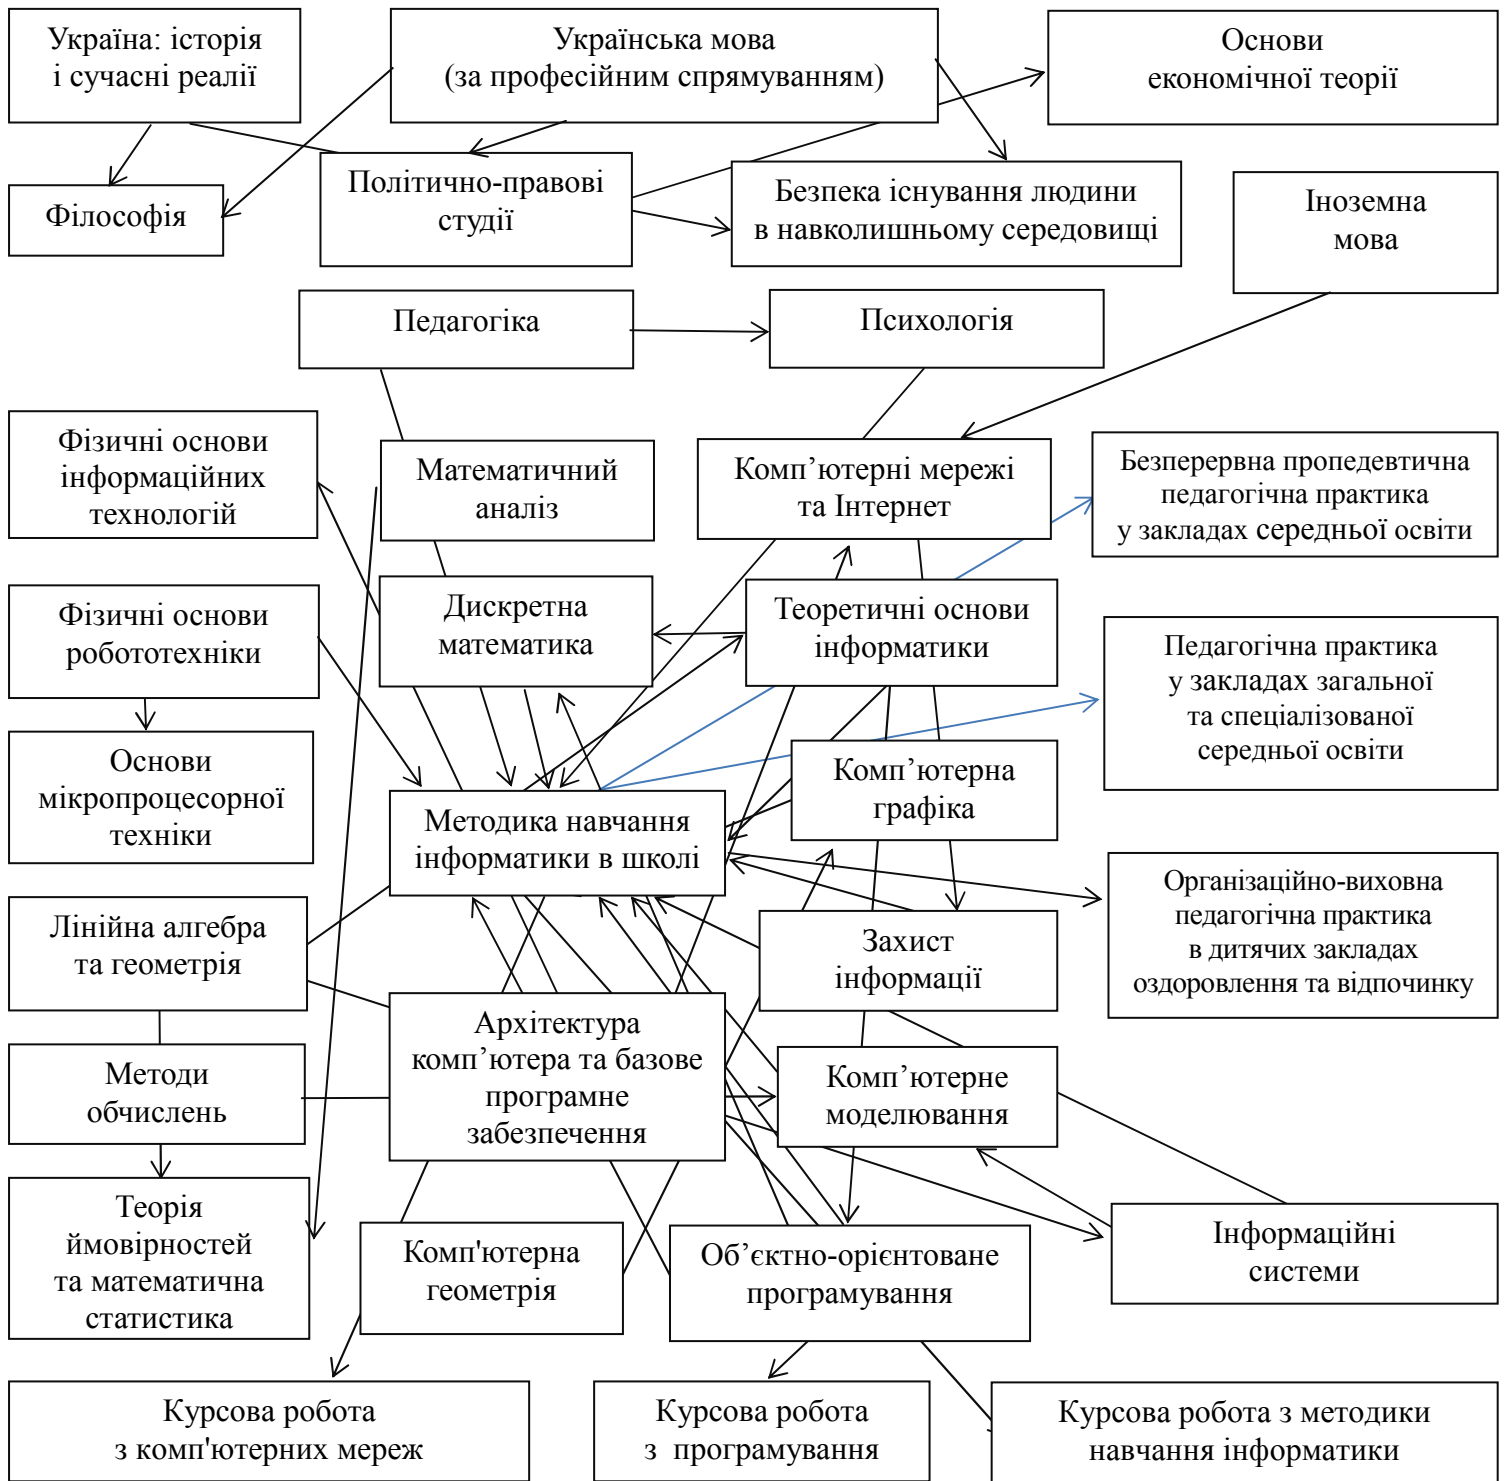 Україна: історія
і сучасні реалії
Українська мова
(за професійним спрямуванням)
Основи
економічної теорії
Філософія
Політично-правові
студії
Безпека існування людини
в навколишньому середовищі
Іноземна
мова
Педагогіка
Психологія
Фізичні основи
інформаційних
технологій
Математичний
аналіз
Комп’ютерні мережі
та Інтернет
Безперервна пропедевтична
педагогічна практика
у закладах середньої освіти
Фізичні основи
робототехніки
Дискретна
математика
Теоретичні основи
інформатики
Педагогічна практика
у закладах загальної
та спеціалізованої
середньої освіти
Основи
мікропроцесорної
техніки
Методика навчання
інформатики в школі
Комп’ютерна
графіка
Організаційно-виховна
педагогічна практика
в дитячих закладах
оздоровлення та відпочинку
Лінійна алгебра
та геометрія
Захист
інформації
Архітектура
комп’ютера та базове
програмне
забезпечення
Методи
обчислень
Комп’ютерне
моделювання
Теорія
ймовірностей
та математична
статистика
Комп'ютерна
геометрія
Об’єктно-орієнтоване
програмування
Інформаційні
системи
Курсова робота
з комп'ютерних мереж
Курсова робота
з програмування
Курсова робота з методики
навчання інформатики